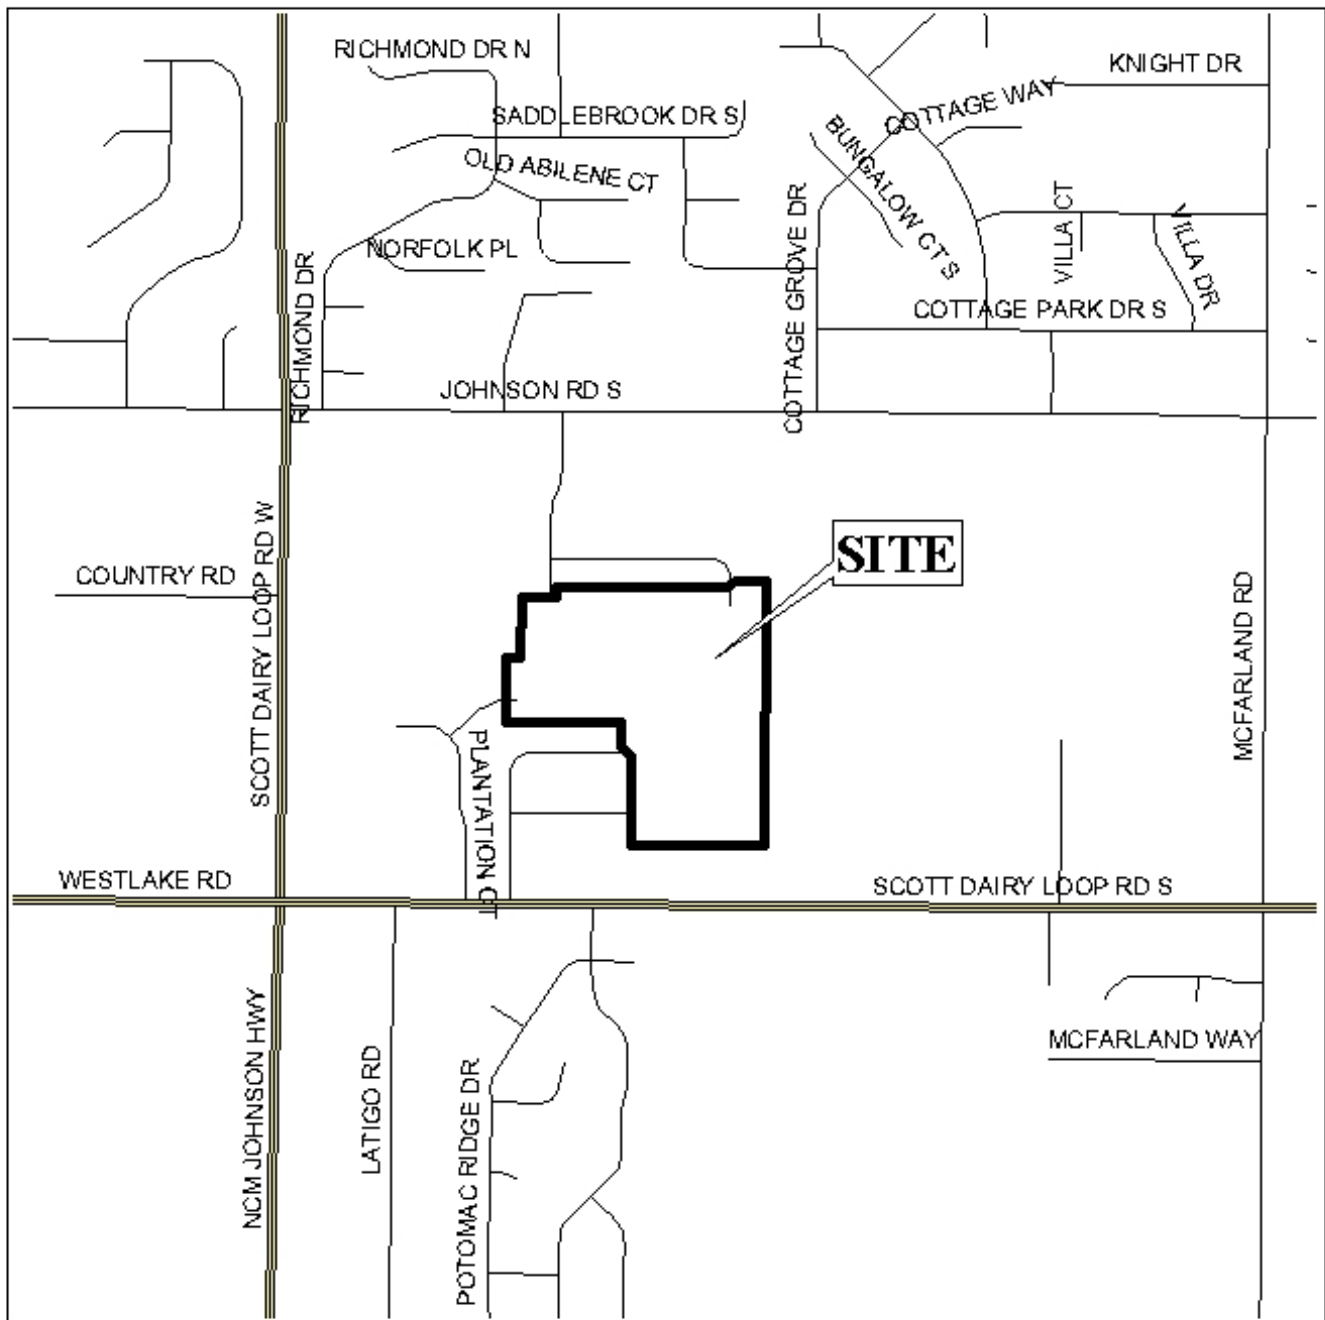 RICHMOND DR N
KNIGHT DR
COTTAGE WAY
SADDLEBROOK DR S
BUNGALOW CT S
OLD ABILENE CT
VILLA CT
VILLA DR
COTTAGE GROVE DR
NORFOLK PL
RICHMOND DR
COTTAGE PARK DR S
JOHNSON RD S
SCOTT DAIRY LOOP RD W
SITE
COUNTRY RD
MCFARLAND RD
PLANTATION CT
WESTLAKE RD
SCOTT DAIRY LOOP RD S
NCM JOHNSON HWY
LATIGO RD
POTOMAC RIDGE DR
MCFARLAND WAY